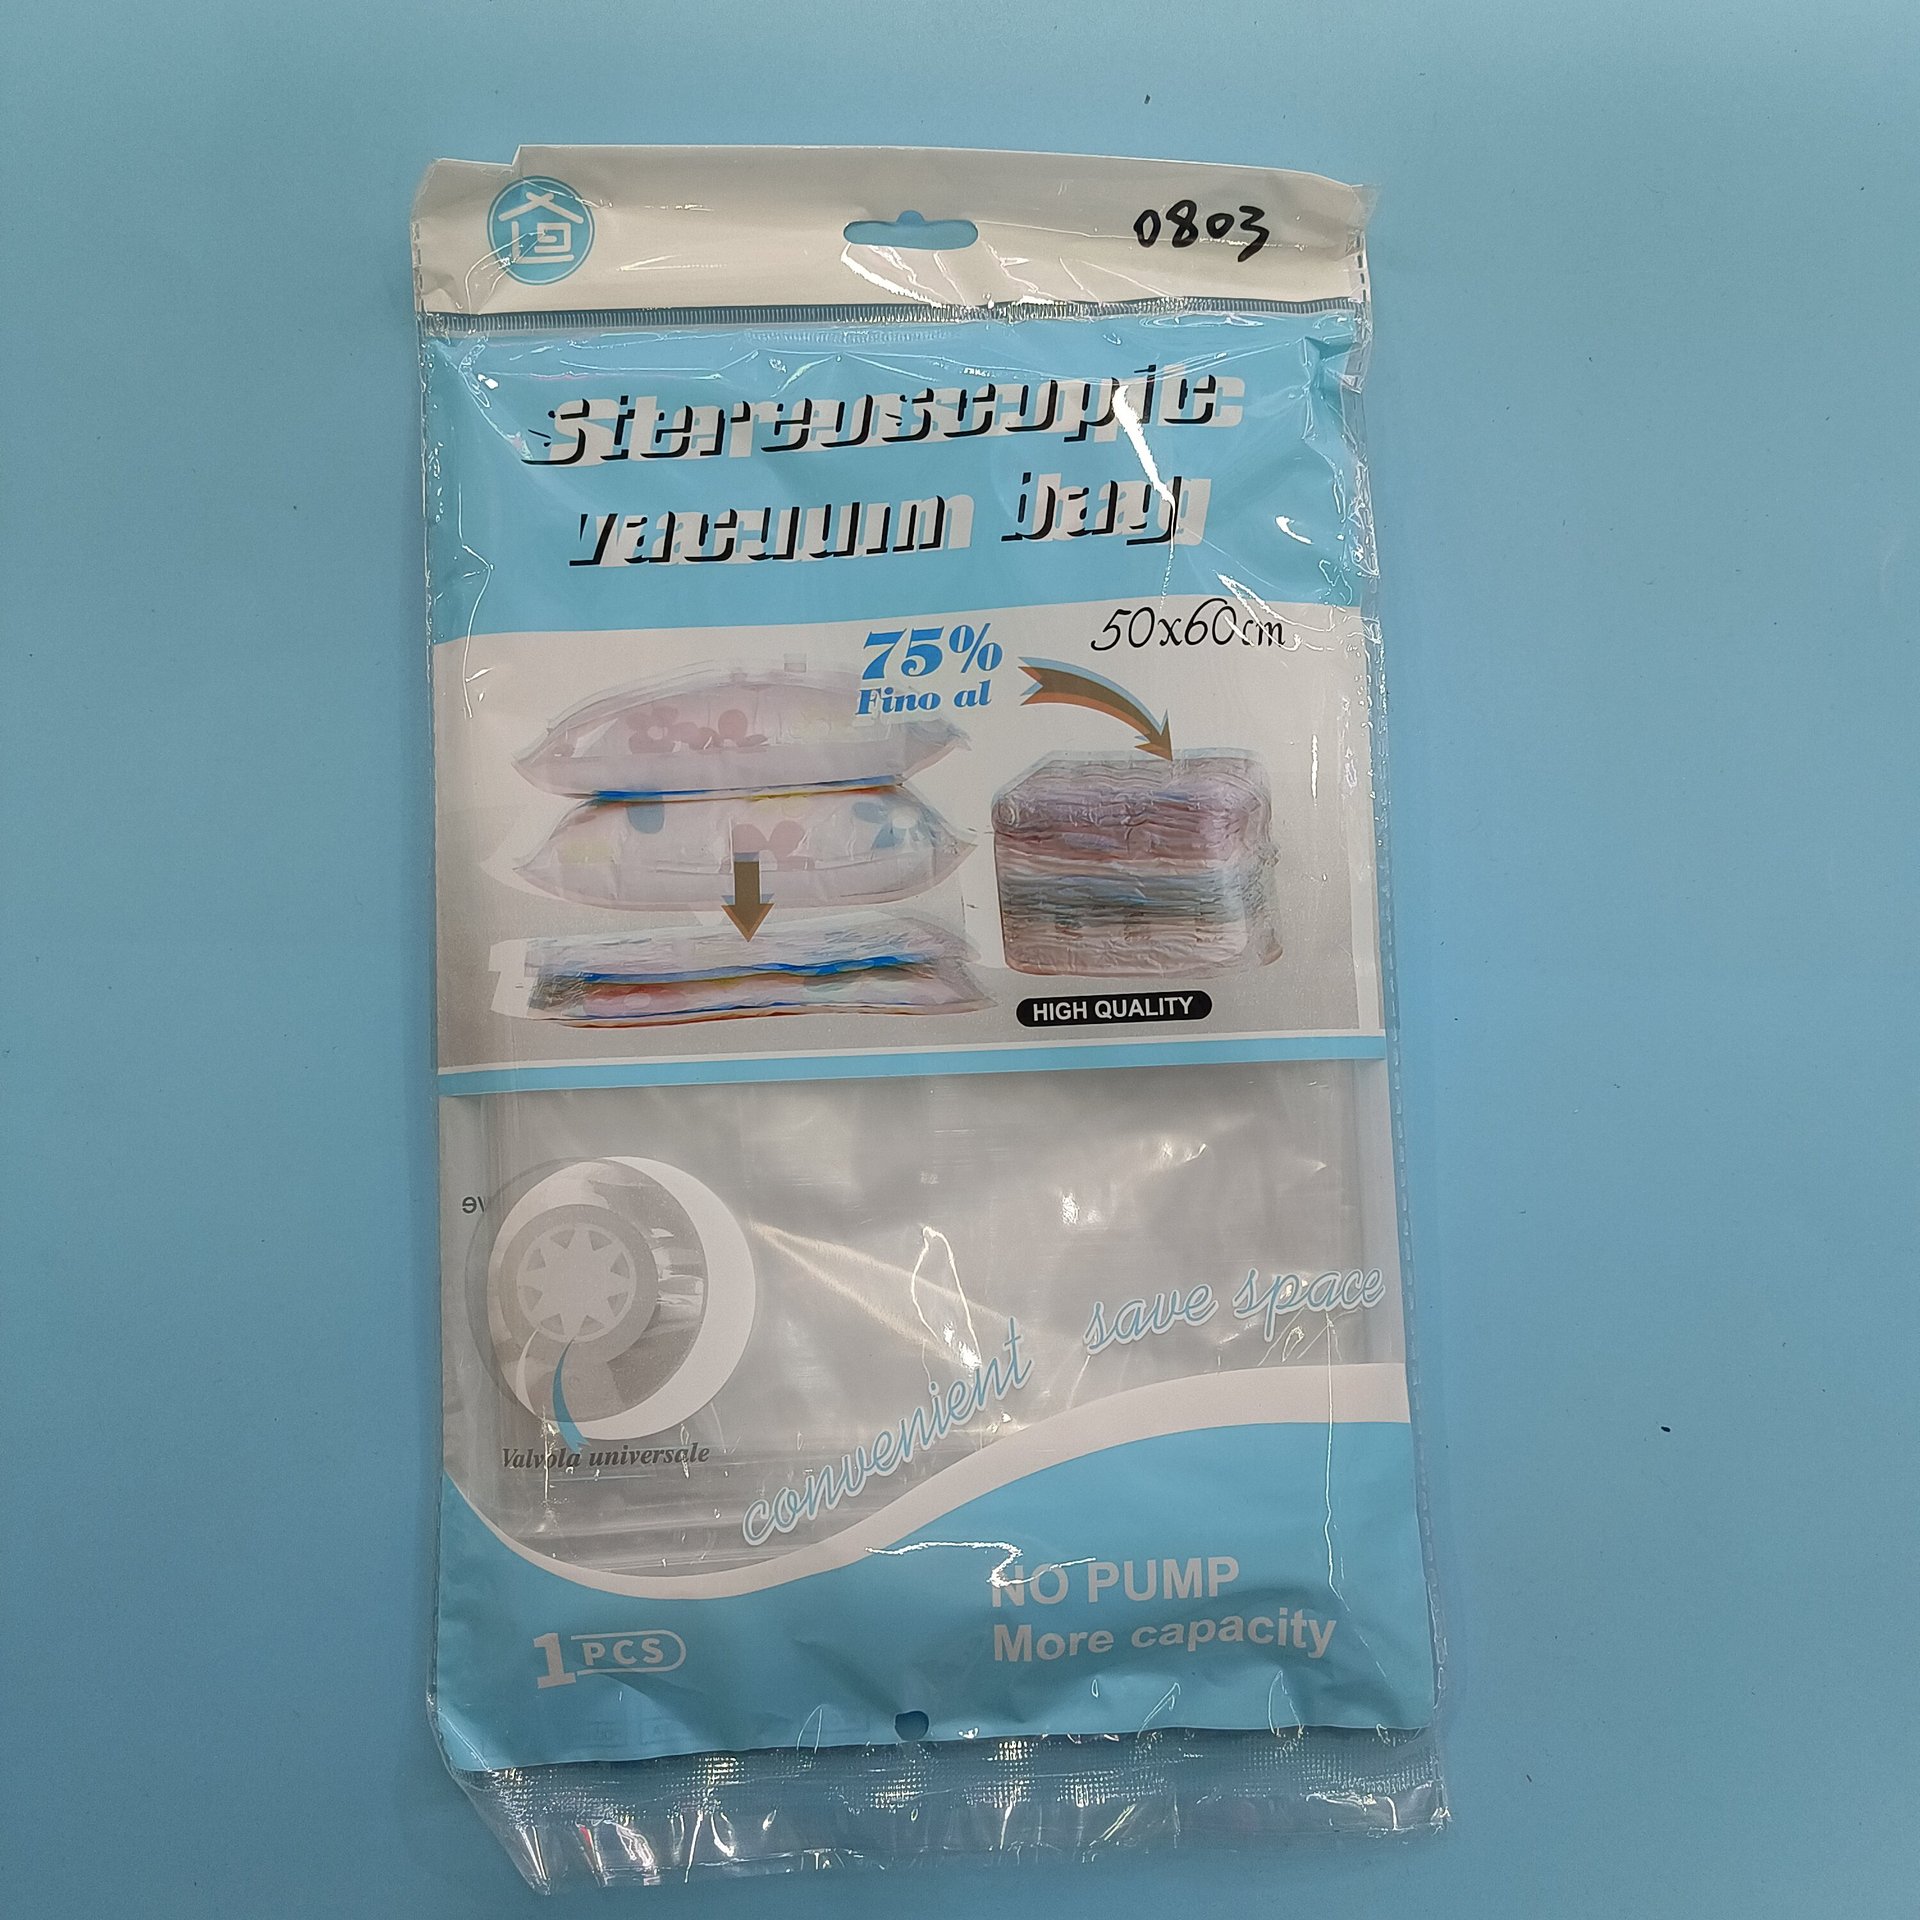 0803
Stereoscopic
vacuum bag
50x60cm
75%
Fino al
HIGH QUALITY
Valvola universale
convenient save space
NO PUMP
More capacity
1 PCS